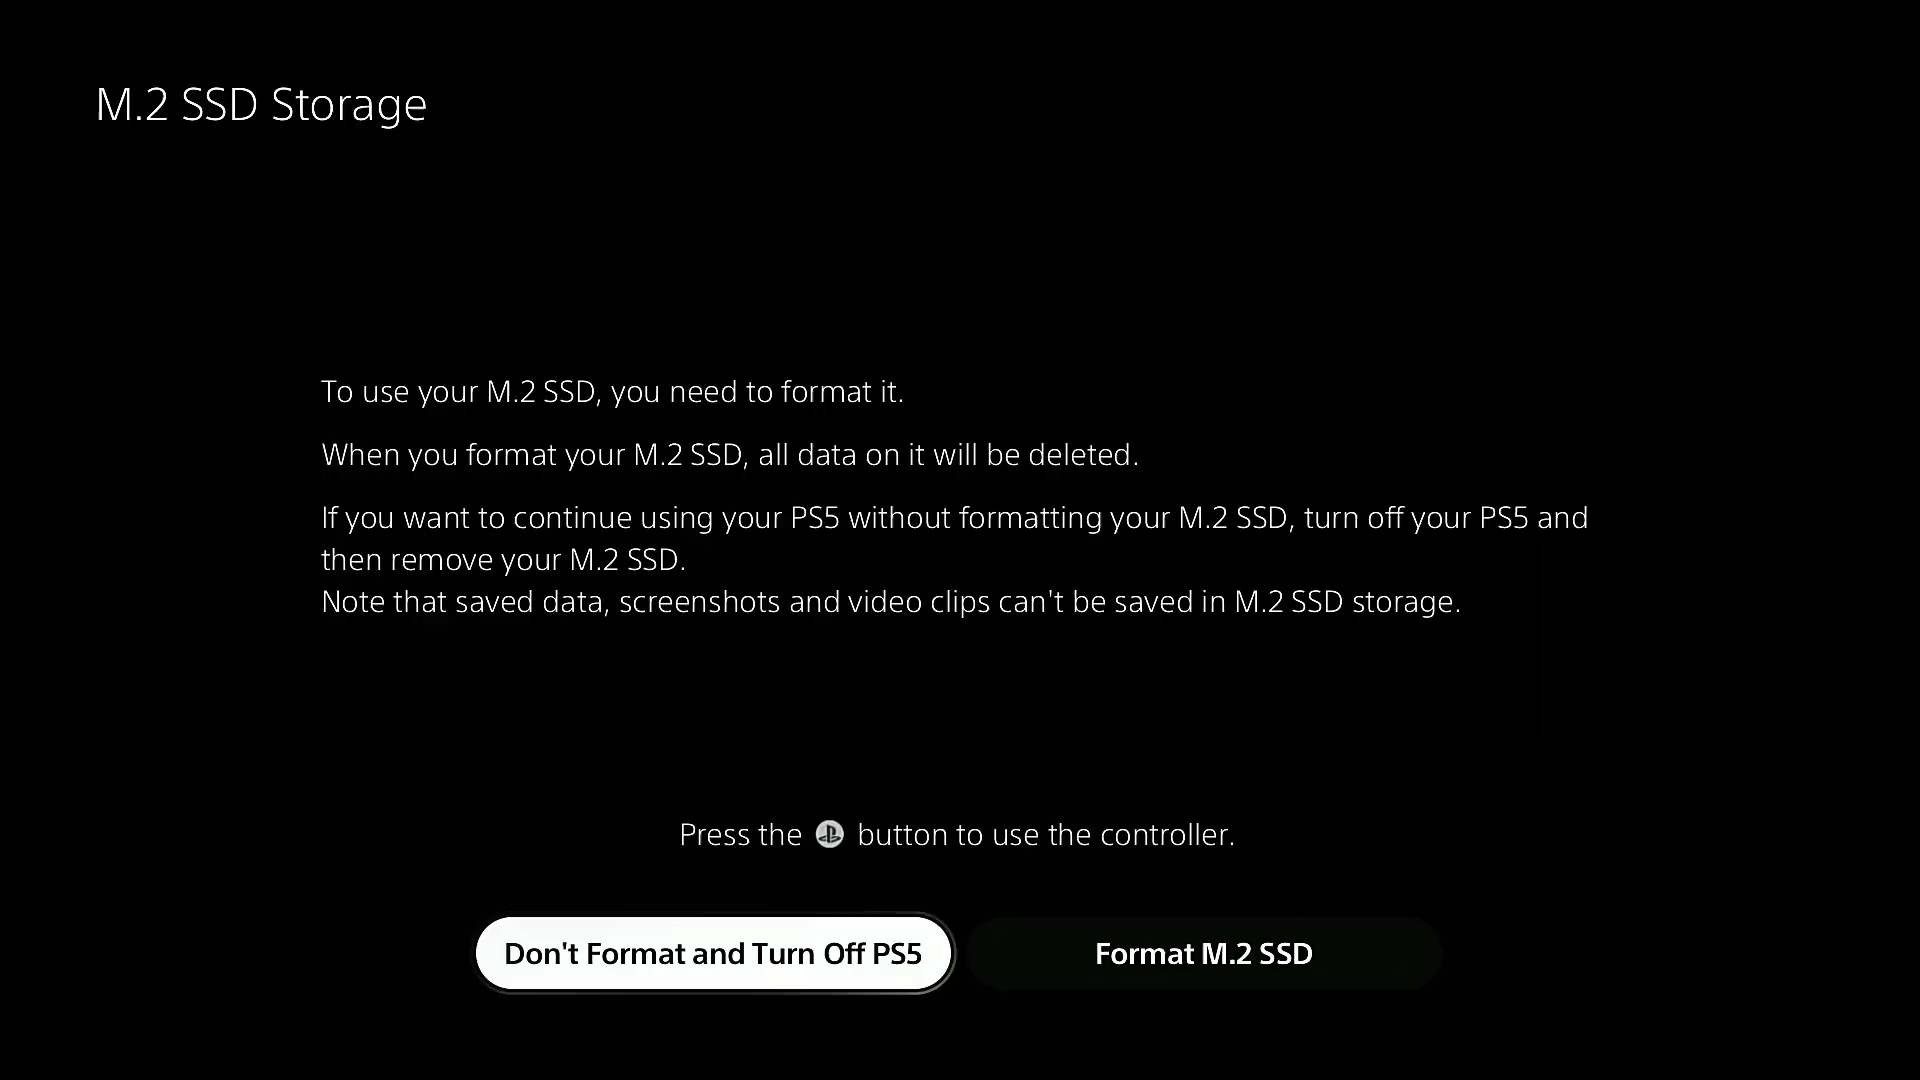 M.2 SSD Storage
To use your M.2 SSD, you need to format it.
When you format your M.2 SSD, all data on it will be deleted.
If you want to continue using your PS5 without formatting your M.2 SSD, turn off your PS5 and
then remove your M.2 SSD.
Note that saved data, screenshots and video clips can't be saved in M.2 SSD storage.
Press the button to use the controller.
Don't Format and Turn Off PS5
Format M.2 SSD